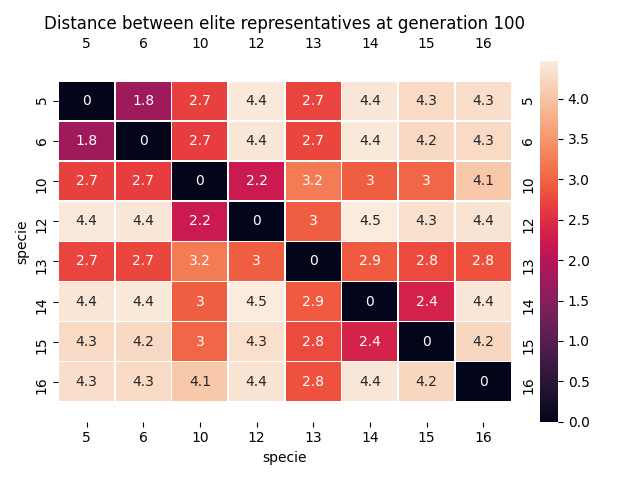 Distance between elite representatives at generation 100
5 6 10 12 13 14 15 16
5 0 1.8 2.7 4.4 2.7 4.4 4.3 4.3 5
6 1.8 0 2.7 4.4 2.7 4.4 4.2 4.3 6
10 2.7 2.7 0 2.2 3.2 3 3 4.1 10
12 4.4 4.4 2.2 0 3 4.5 4.3 4.4 12
13 2.7 2.7 3.2 3 0 2.9 2.8 2.8 13
14 4.4 4.4 3 4.5 2.9 0 2.4 4.4 14
15 4.3 4.2 3 4.3 2.8 2.4 0 4.2 15
16 4.3 4.3 4.1 4.4 2.8 4.4 4.2 0 16
5 6 10 12 13 14 15 16
specie
specie
4.0
3.5
3.0
2.5
2.0
1.5
1.0
0.5
0.0